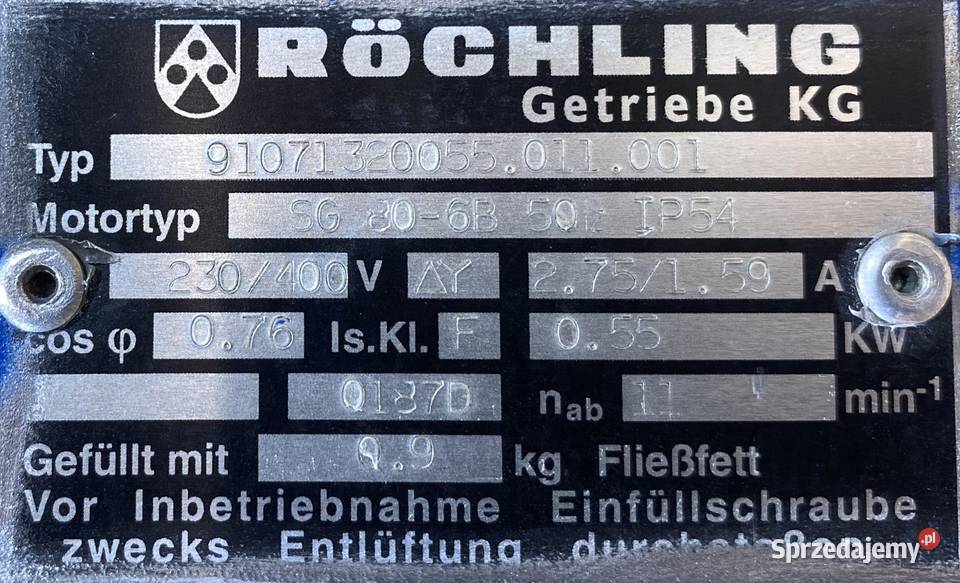 RÖCHLING
Getriebe KG
Typ 91071320055.011.001
Motortyp SG 80-6B 50Hz IP54
230/400 V ΔY 2.75/1.59 A
cos φ 0.76 Is.Kl. F 0.55 KW
0187D nab 11 min-1
Gefüllt mit 0.9 kg Fließfett
Vor Inbetriebnahme Einfüllschraube
zwecks Entlüftung durchstoßen
Sprzedajemy.pl